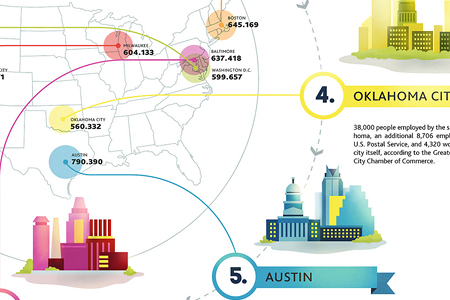 BOSTON
645.169
MILWAUKEE
604.133
BALTIMORE
637.418
WASHINGTON D.C.
599.657
4. OKLAHOMA CIT
OKLAHOMA CITY
560.332
38,000 people employed by the s
homa, an additional 8,706 empl
U.S. Postal Service, and 4,320 wo
city itself, according to the Greate
City Chamber of Commerce.
AUSTIN
790.390
5. AUSTIN